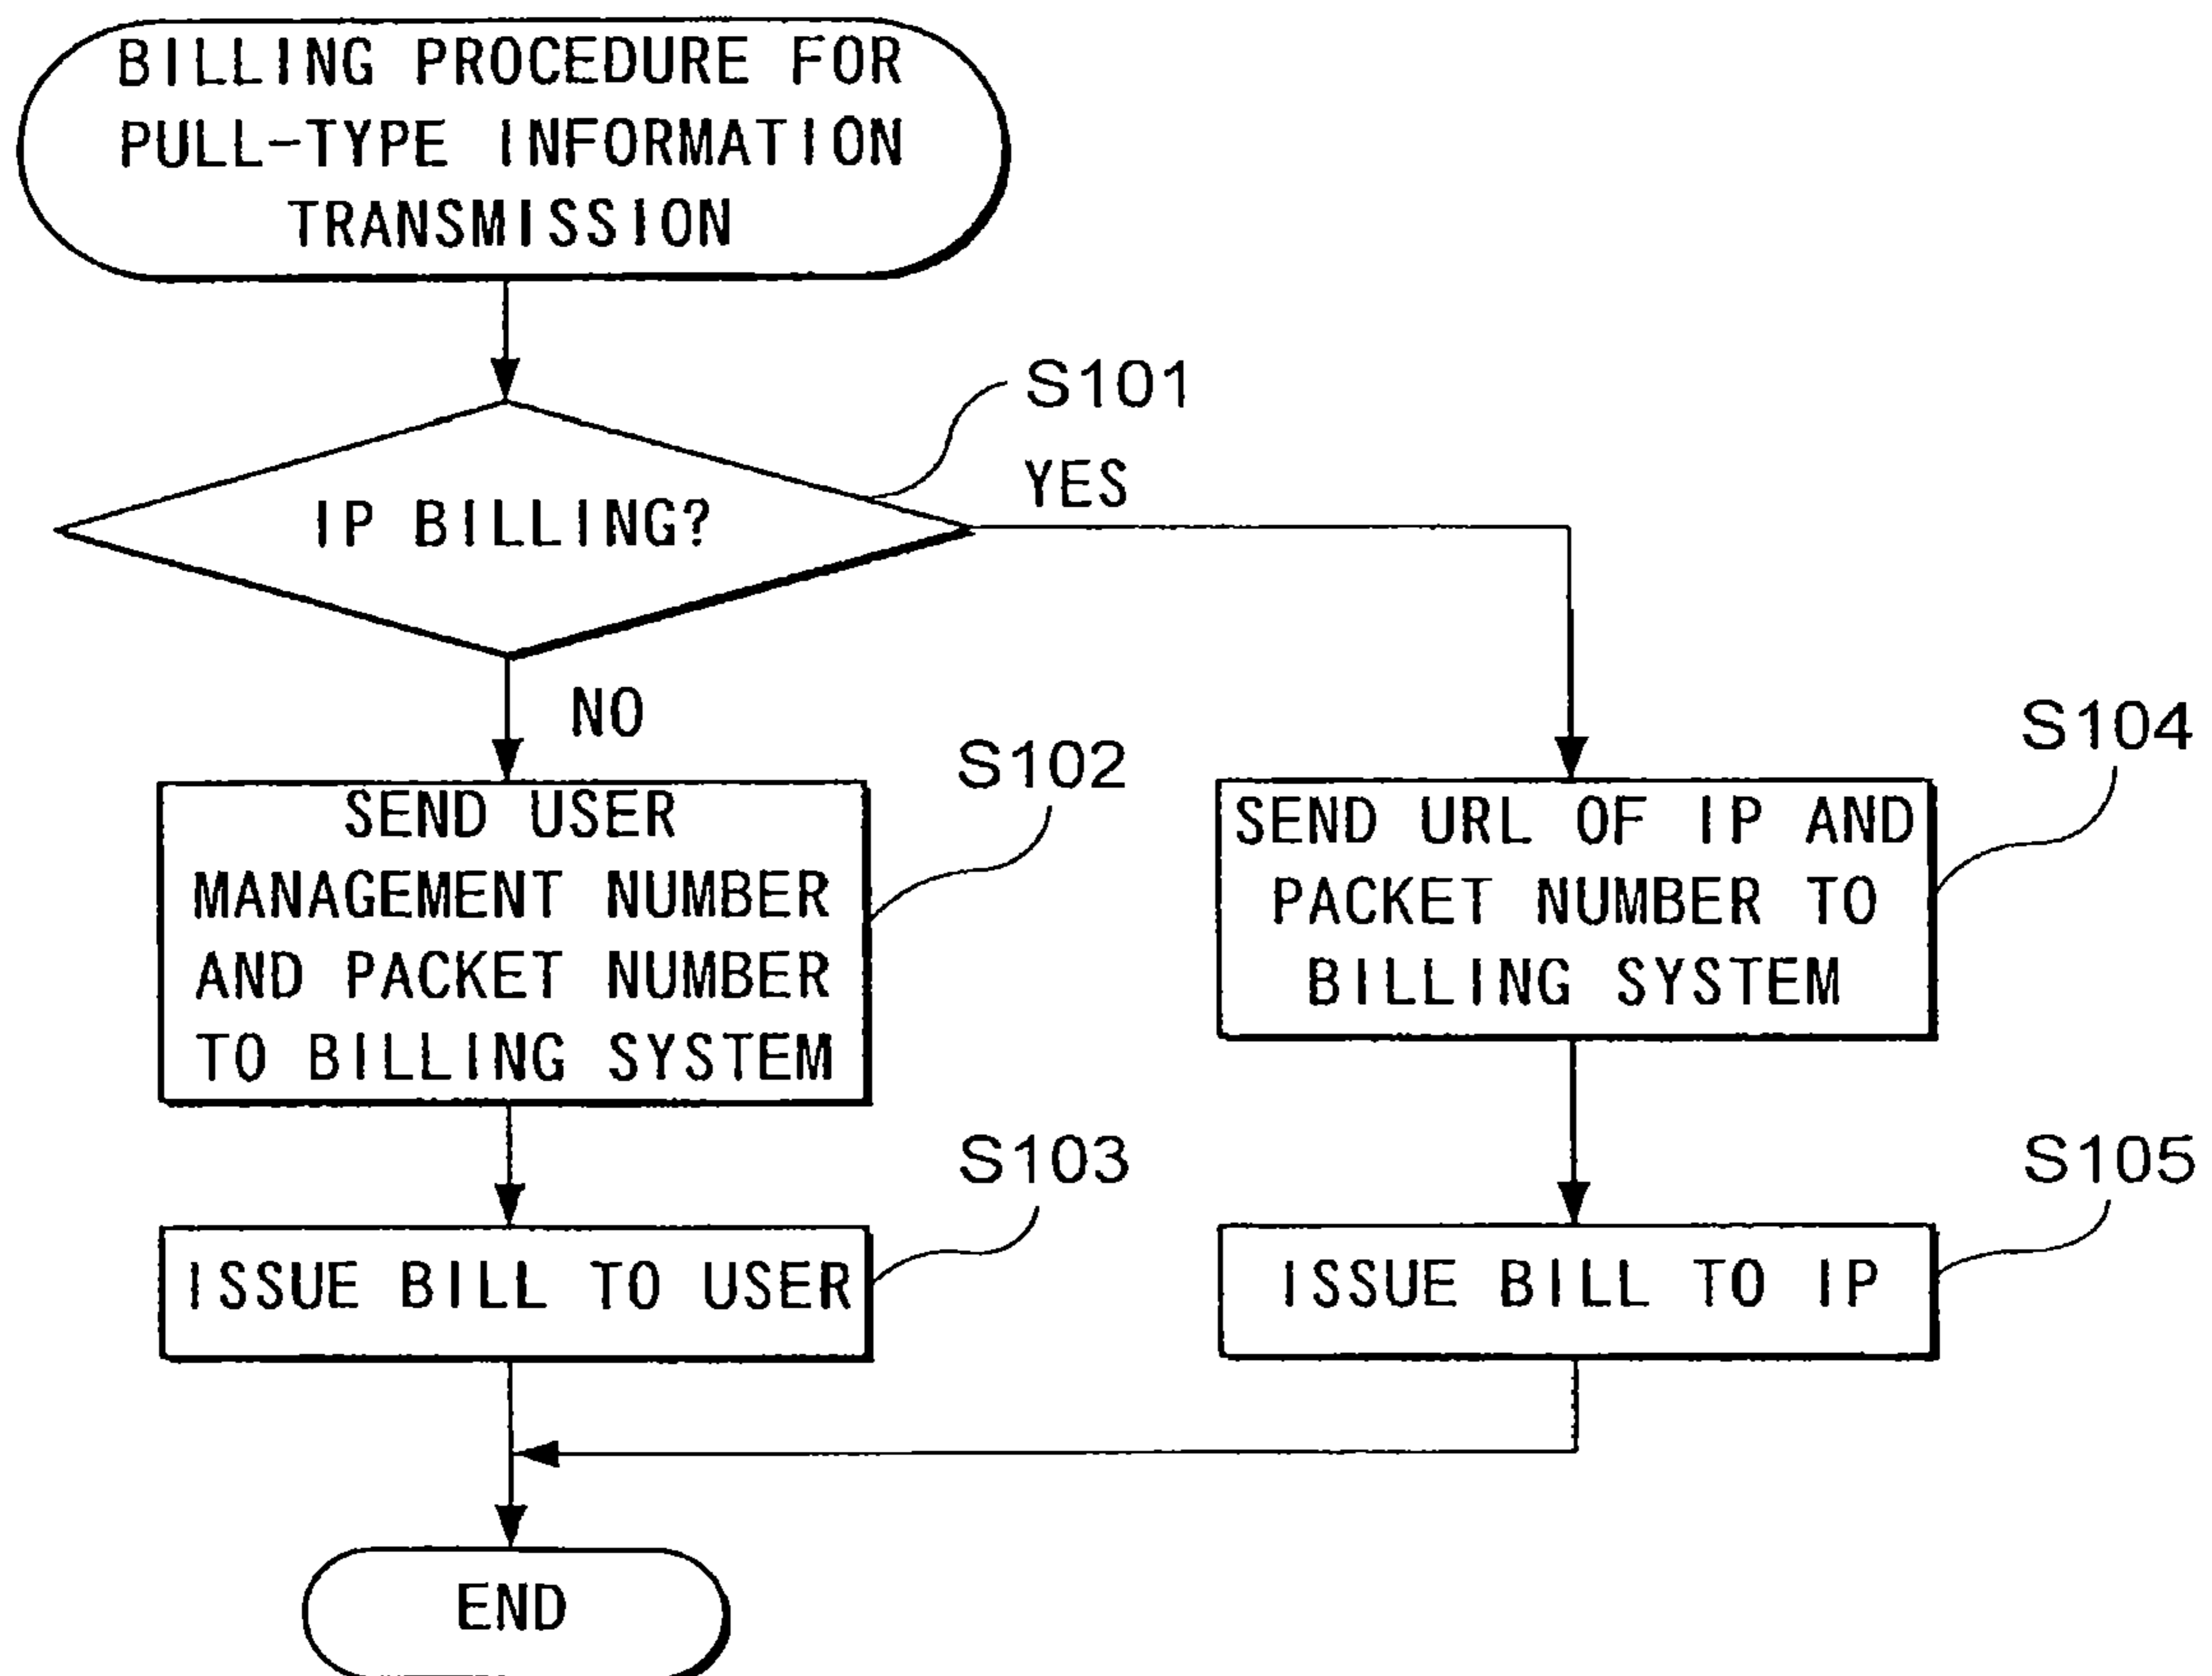 BILLING PROCEDURE FOR
PULL-TYPE INFORMATION
TRANSMISSION
S101
YES
IP BILLING?
NO
S102
SEND USER
MANAGEMENT NUMBER
AND PACKET NUMBER
TO BILLING SYSTEM
S104
SEND URL OF IP AND
PACKET NUMBER TO
BILLING SYSTEM
S103
ISSUE BILL TO USER
S105
ISSUE BILL TO IP
END